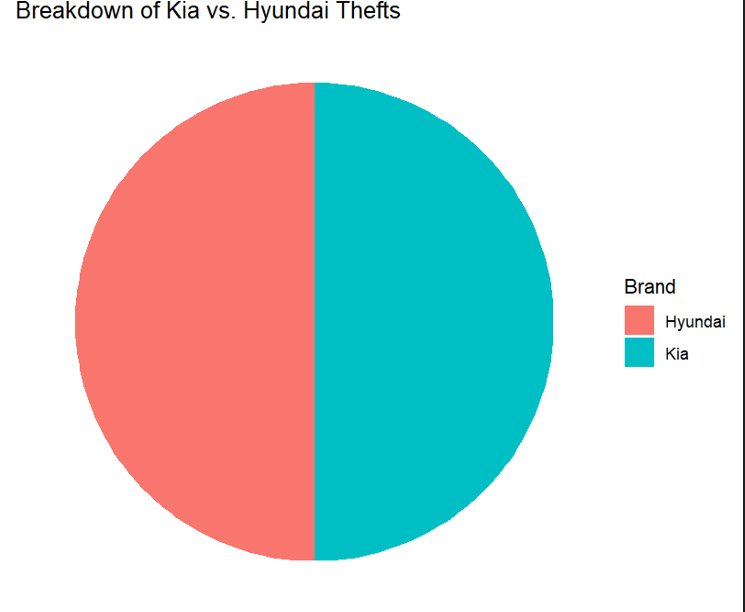 Breakdown of Kia vs. Hyundai Thefts
Brand
Hyundai
Kia